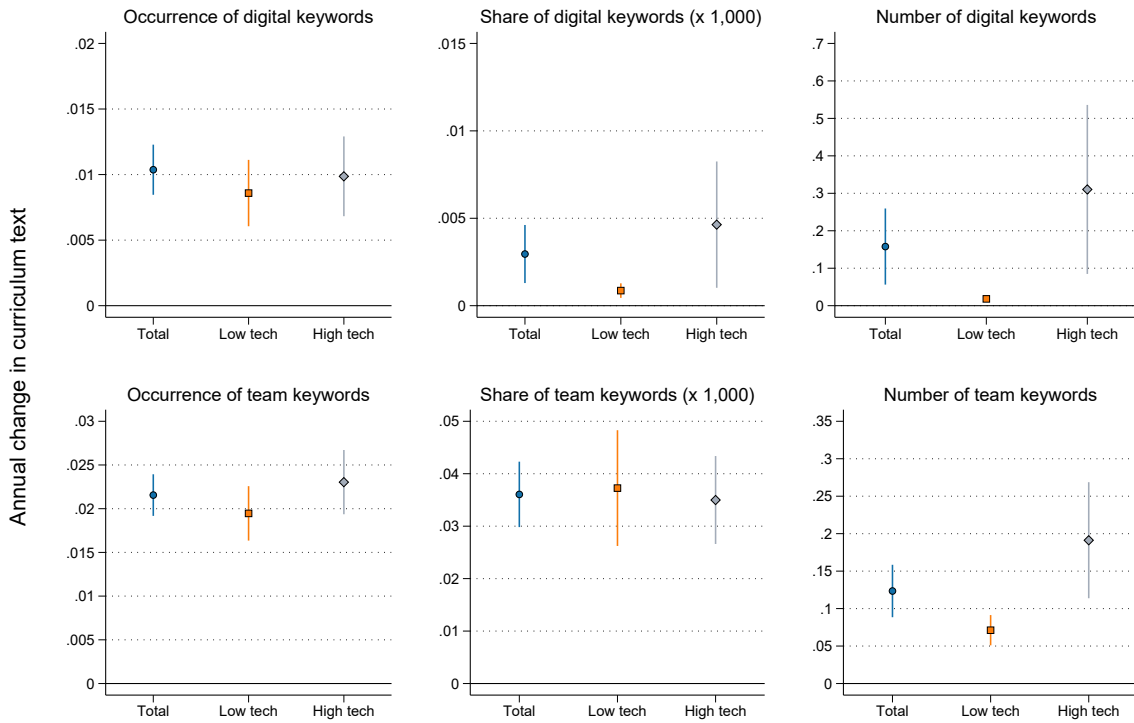 Annual change in curriculum text
Occurrence of digital keywords
.02
.015
.01
.005
0
Total Low tech High tech
Share of digital keywords (x 1,000)
.015
.01
.005
0
Total Low tech High tech
Number of digital keywords
.7
.6
.5
.4
.3
.2
.1
0
Total Low tech High tech
Occurrence of team keywords
.03
.025
.02
.015
.01
.005
0
Total Low tech High tech
Share of team keywords (x 1,000)
.05
.04
.03
.02
.01
0
Total Low tech High tech
Number of team keywords
.35
.3
.25
.2
.15
.1
.05
0
Total Low tech High tech